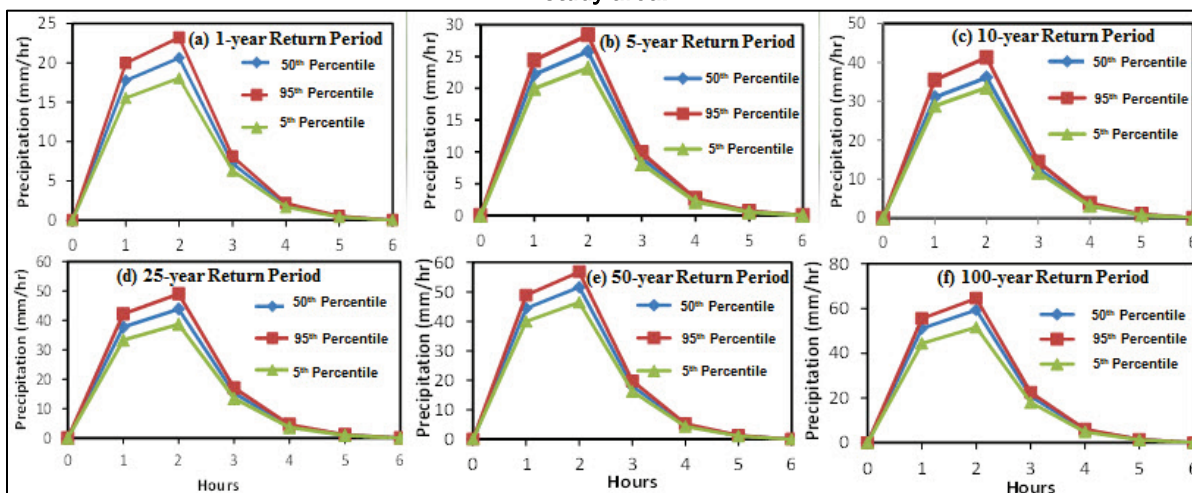 (a) 1-year Return Period
50th Percentile
95th Percentile
5th Percentile
Precipitation (mm/hr)
25
20
15
10
5
0
0 1 2 3 4 5 6
(b) 5-year Return Period
50th Percentile
95th Percentile
5th Percentile
Precipitation (mm/hr)
30
25
20
15
10
5
0
0 1 2 3 4 5 6
(c) 10-year Return Period
50th Percentile
95th Percentile
5th Percentile
Precipitation (mm/hr)
50
40
30
20
10
0
0 1 2 3 4 5 6
(d) 25-year Return Period
50th Percentile
95th Percentile
5th Percentile
Precipitation (mm/hr)
60
50
40
30
20
10
0
0 1 2 3 4 5 6
Hours
(e) 50-year Return Period
50th Percentile
95th Percentile
5th Percentile
Precipitation (mm/hr)
60
50
40
30
20
10
0
0 1 2 3 4 5 6
Hours
(f) 100-year Return Period
50th Percentile
95th Percentile
5th Percentile
Precipitation (mm/hr)
80
60
40
20
0
0 1 2 3 4 5 6
Hours